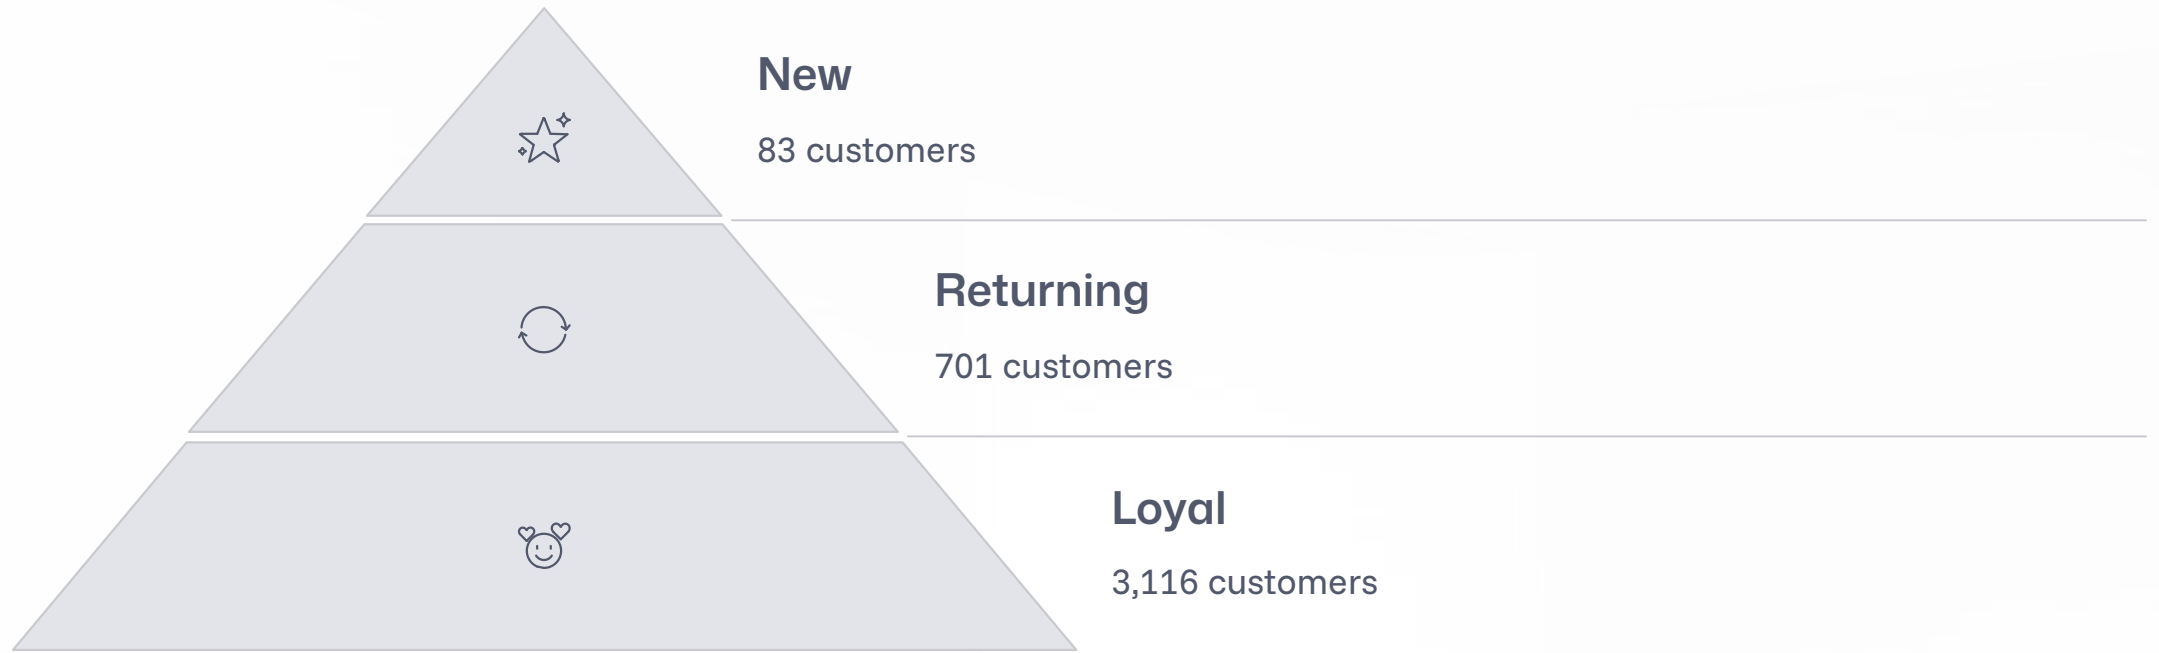 New
83 customers
Returning
701 customers
Loyal
3,116 customers